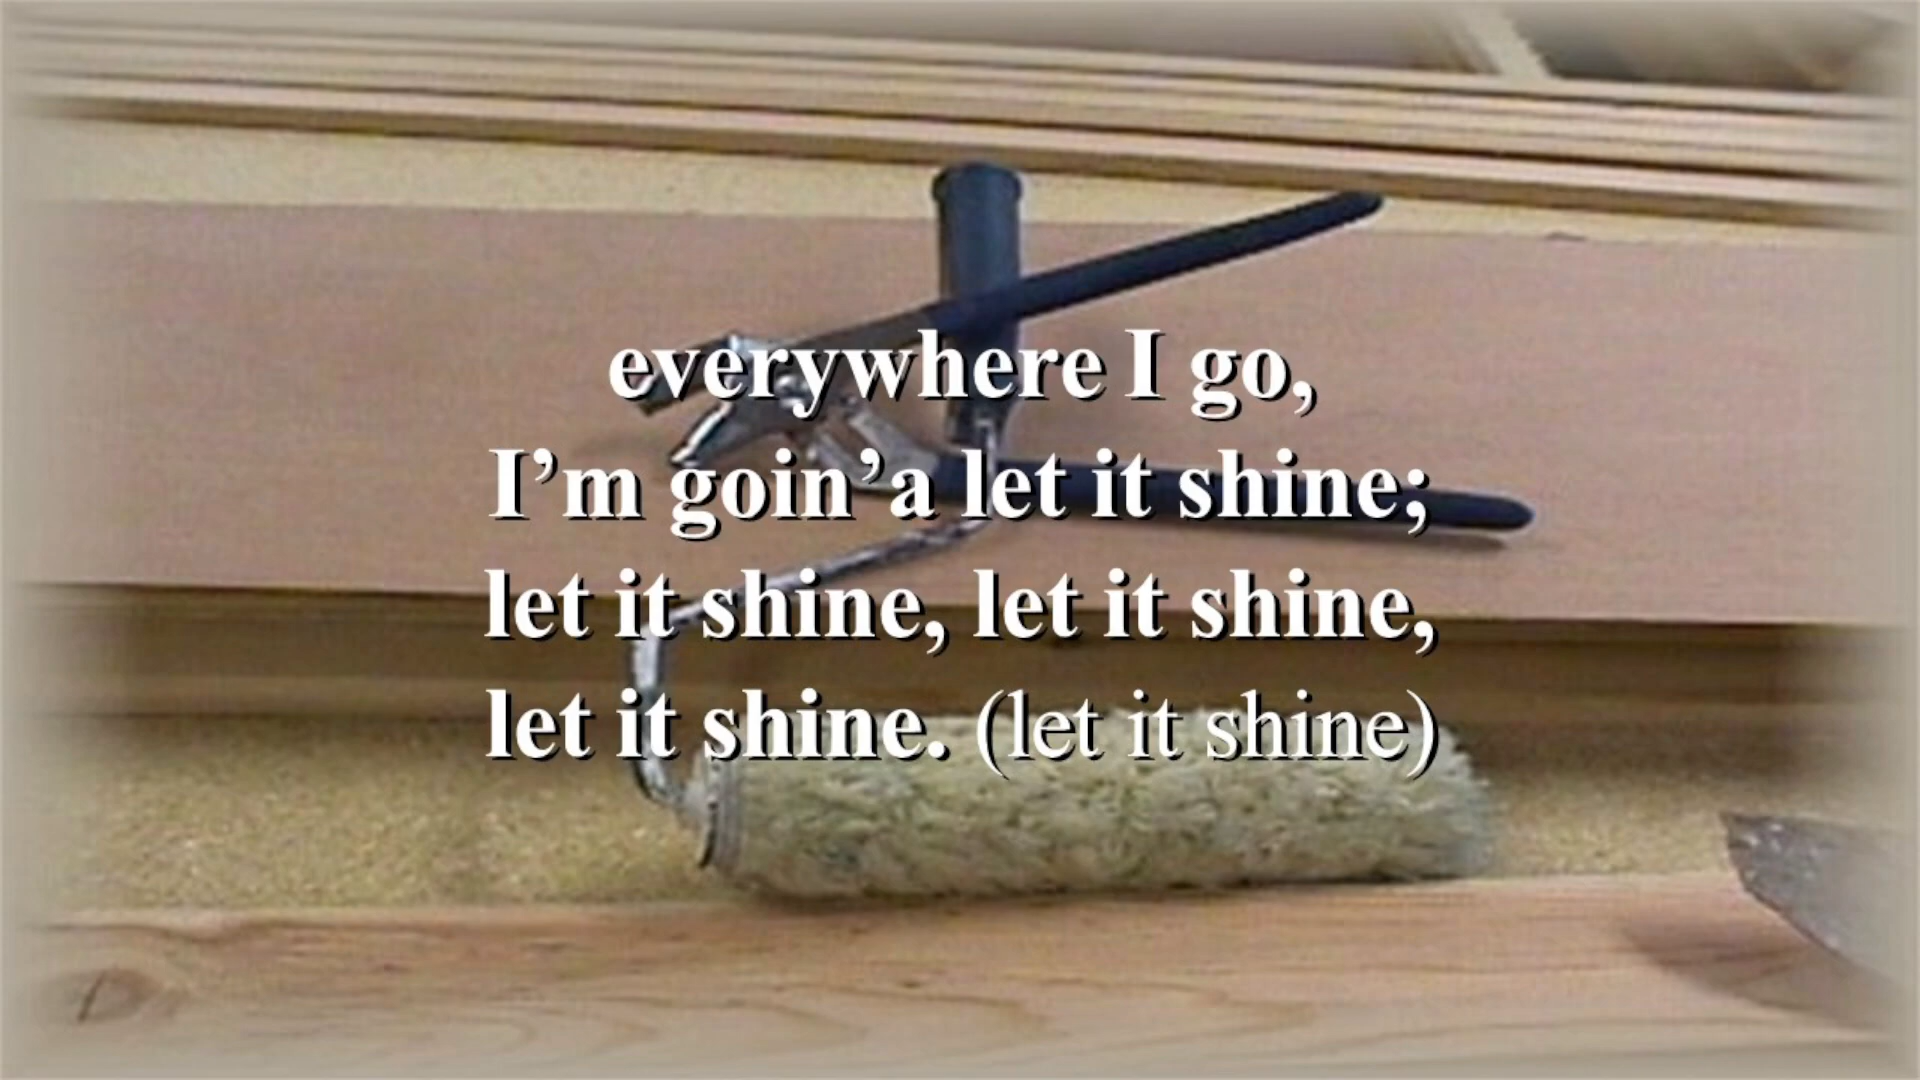 everywhere I go,
I’m goin’a let it shine;
let it shine, let it shine,
let it shine. (let it shine)